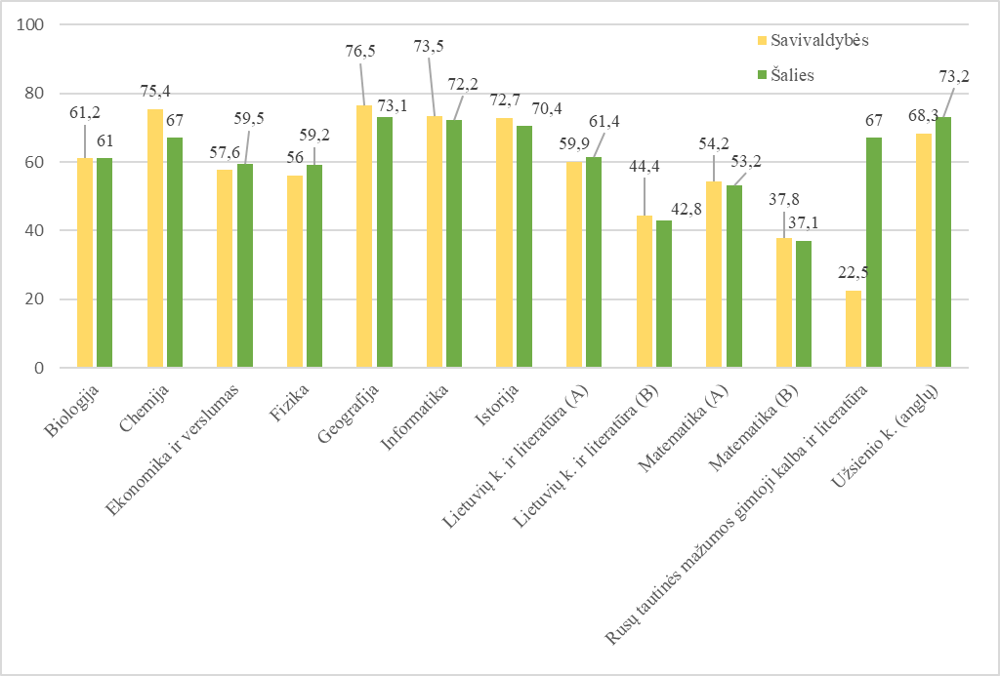 100
80
60
40
20
0
Savivaldybės
Šalies
61,2
61
75,4
67
57,6
59,5
56
59,2
76,5
73,1
73,5
72,2
72,7
70,4
59,9
61,4
44,4
42,8
54,2
53,2
37,8
37,1
22,5
67
68,3
73,2
Biologija
Chemija
Ekonomika ir verslumas
Fizika
Geografija
Informatika
Istorija
Lietuvių k. ir literatūra (A)
Lietuvių k. ir literatūra (B)
Matematika (A)
Matematika (B)
Rusų tautinės mažumos gimtoji kalba ir literatūra
Užsienio k. (anglų)